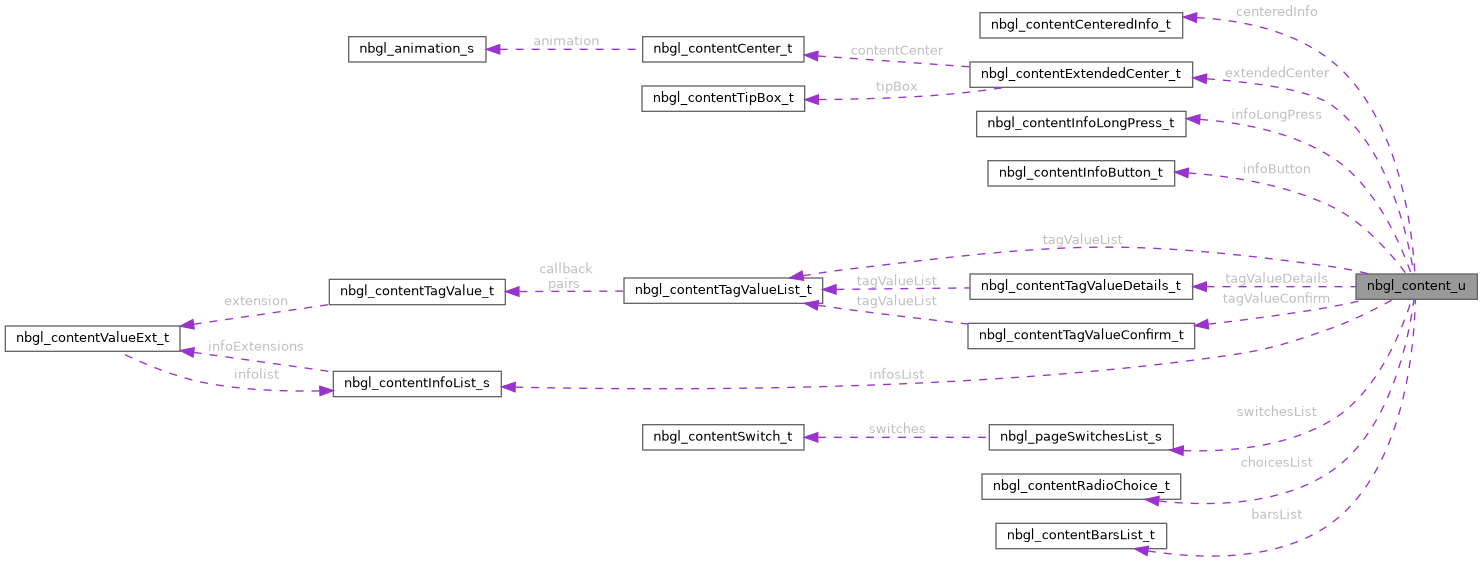 centeredInfo
nbgl_contentCenteredInfo_t
animation
nbgl_animation_s
nbgl_contentCenter_t
contentCenter
extendedCenter
nbgl_contentExtendedCenter_t
tipBox
nbgl_contentTipBox_t
infoLongPress
nbgl_contentInfoLongPress_t
infoButton
nbgl_contentInfoButton_t
tagValueList
callback
pairs
tagValueList
tagValueDetails
nbgl_contentTagValue_t
nbgl_contentTagValueList_t
nbgl_contentTagValueDetails_t
nbgl_content_u
extension
tagValueList
tagValueConfirm
nbgl_contentValueExt_t
nbgl_contentTagValueConfirm_t
infoExtensions
infolist
nbgl_contentInfoList_s
infosList
switchesList
switches
nbgl_contentSwitch_t
nbgl_pageSwitchesList_s
choicesList
nbgl_contentRadioChoice_t
barsList
nbgl_contentBarsList_t